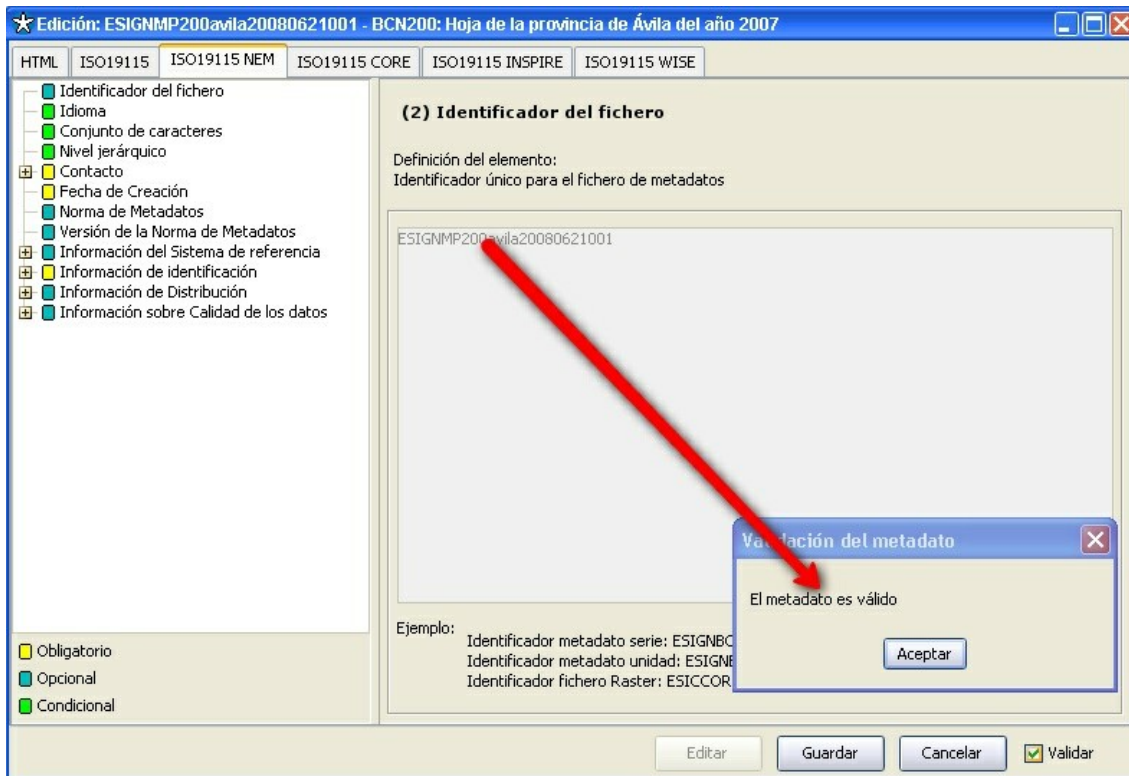 Edición: ESIGNMP200avila20080621001 - BCN200: Hoja de la provincia de Ávila del año 2007
HTML ISO19115 ISO19115 NEM ISO19115 CORE ISO19115 INSPIRE ISO19115 WISE
Identificador del fichero
Idioma
Conjunto de caracteres
Nivel jerárquico
Contacto
Fecha de Creación
Norma de Metadatos
Versión de la Norma de Metadatos
Información del Sistema de referencia
Información de identificación
Información de Distribución
Información sobre Calidad de los datos
Obligatorio
Opcional
Condicional
(2) Identificador del fichero
Definición del elemento:
Identificador único para el fichero de metadatos
ESIGNMP200avila20080621001
Ejemplo:
Identificador metadato serie:
Identificador metadato unidad:
Identificador fichero Raster:
Validación del metadato
El metadato es válido
Aceptar
Editar Guardar Cancelar Validar